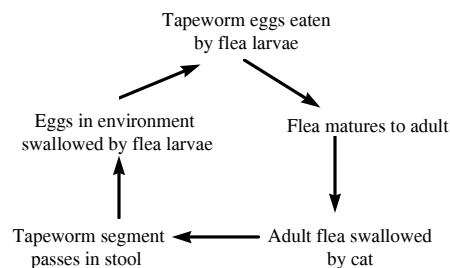 Tapeworm eggs eaten
by flea larvae
Flea matures to adult
Adult flea swallowed
by cat
Tapeworm segment
passes in stool
Eggs in environment
swallowed by flea larvae